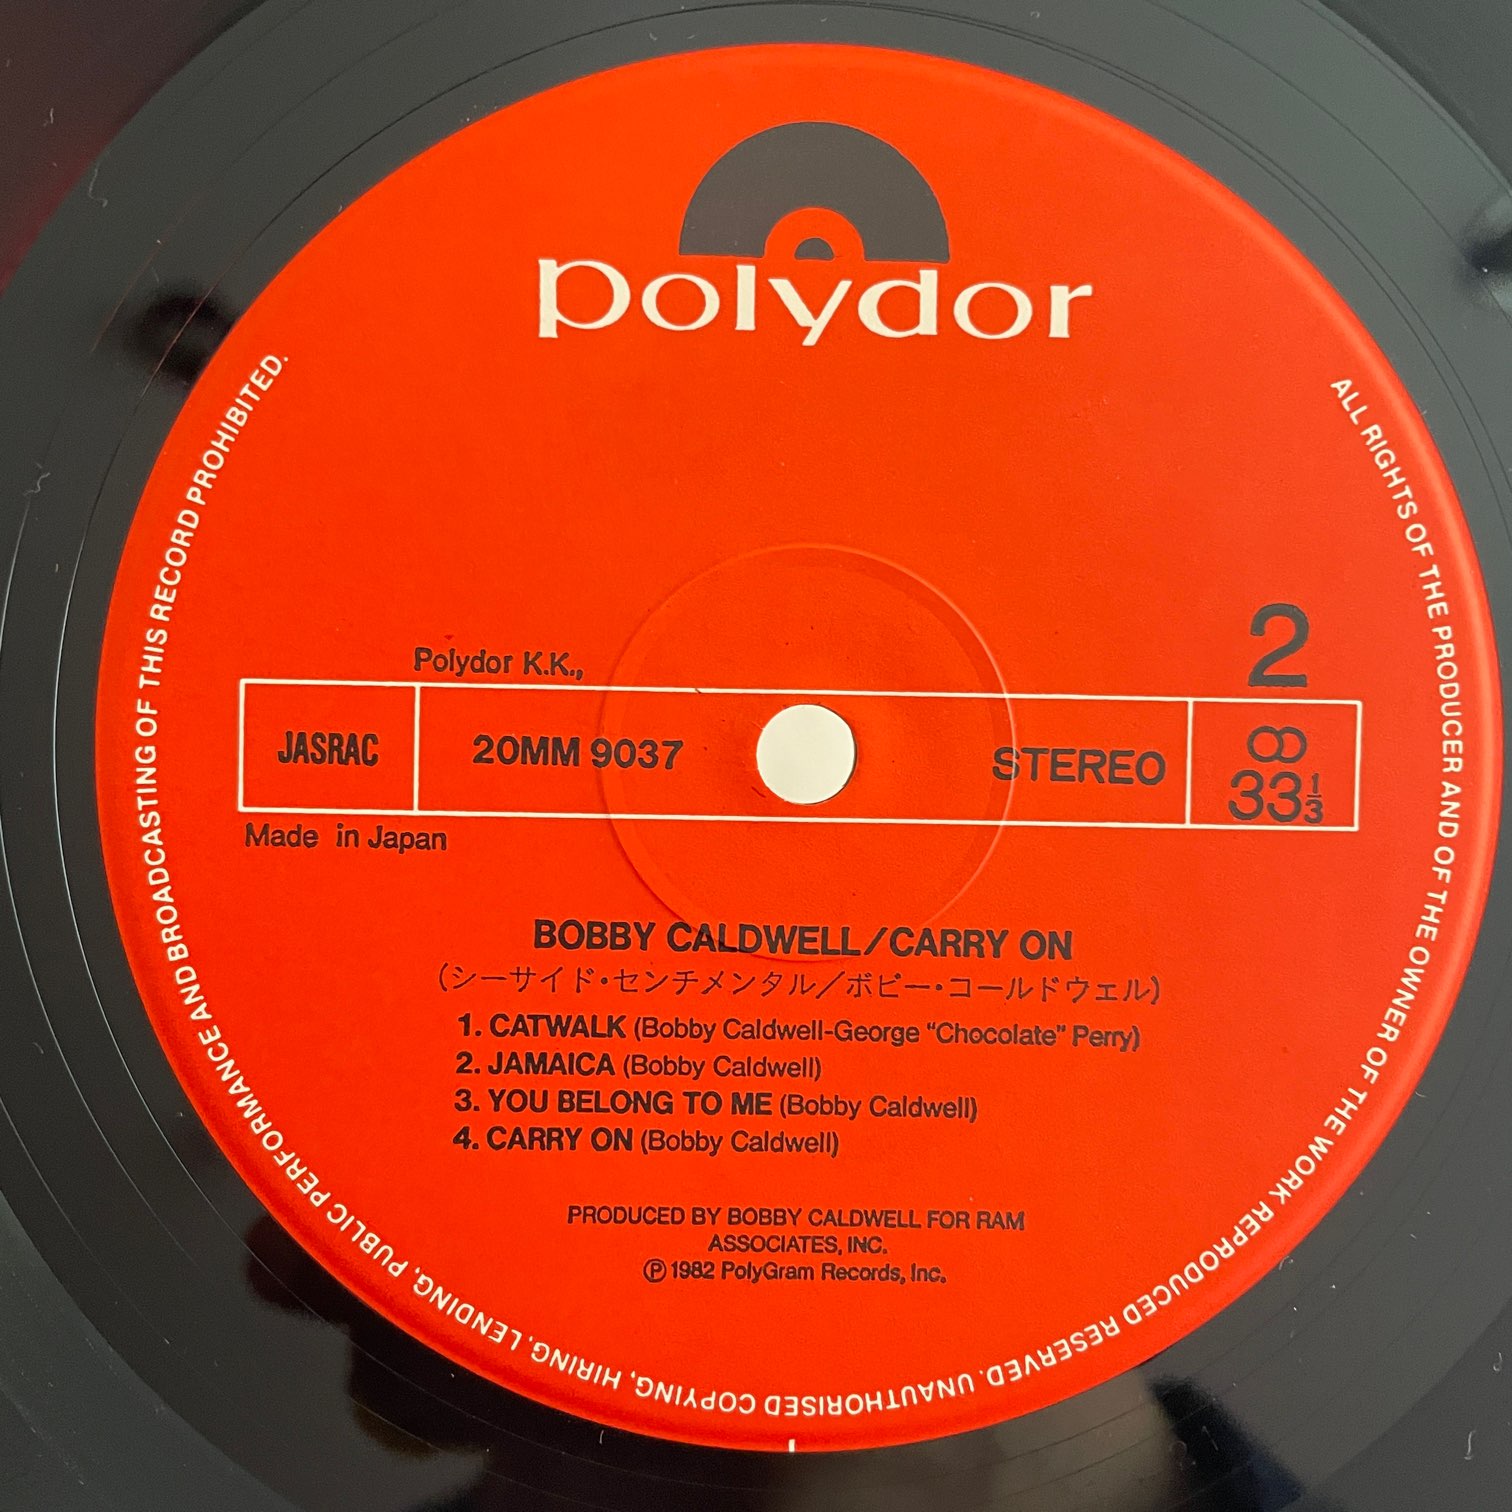 polydor
2
Polydor K.K.,
JASRAC
20MM 9037
STEREO
33⅓
Made in Japan
BOBBY CALDWELL/CARRY ON
(シーサイド・センチメンタル/ボビー・コールドウェル)
1. CATWALK (Bobby Caldwell-George "Chocolate" Perry)
2. JAMAICA (Bobby Caldwell)
3. YOU BELONG TO ME (Bobby Caldwell)
4. CARRY ON (Bobby Caldwell)
PRODUCED BY BOBBY CALDWELL FOR RAM
ASSOCIATES, INC.
Ⓟ 1982 PolyGram Records, Inc.
ALL RIGHTS OF THE PRODUCER AND OF THE OWNER OF THE WORK REPRODUCED RESERVED. UNAUTHORISED COPYING, HIRING, LENDING, PUBLIC PERFORMANCE AND BROADCASTING OF THIS RECORD PROHIBITED.